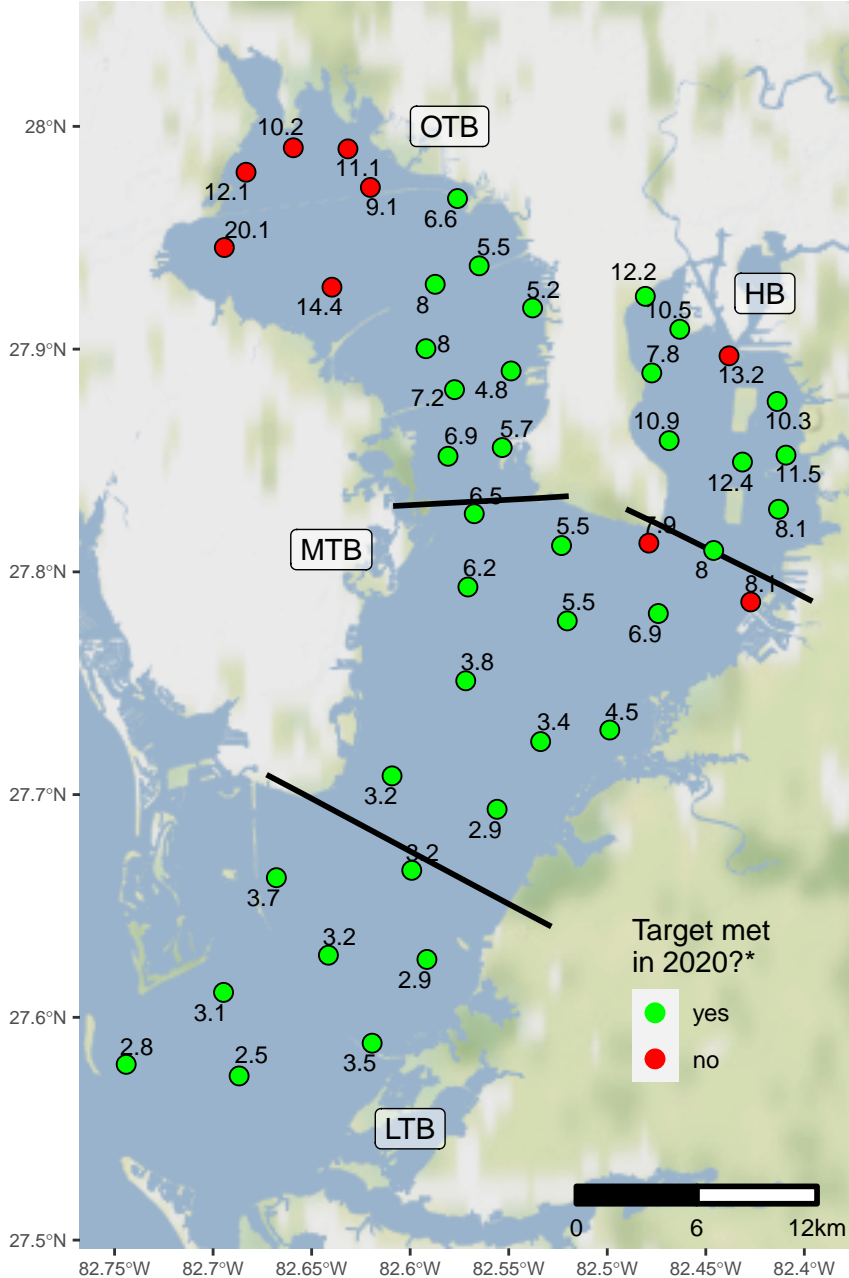 28°N
27.9°N
27.8°N
27.7°N
27.6°N
27.5°N
OTB
10.2
11.1
12.1
9.1
6.6
20.1
5.5
14.4
8
5.2
12.2
HB
10.5
8
7.8
13.2
7.2
4.8
10.3
6.9
5.7
10.9
12.4
11.5
6.5
7.9
8.1
MTB
5.5
8
8.1
6.2
5.5
6.9
3.8
3.4
4.5
3.2
2.9
3.2
3.7
3.2
2.9
3.1
2.8
2.5
3.5
LTB
Target met
in 2020?*
yes
no
0 6 12km
82.75°W 82.7°W 82.65°W 82.6°W 82.55°W 82.5°W 82.45°W 82.4°W